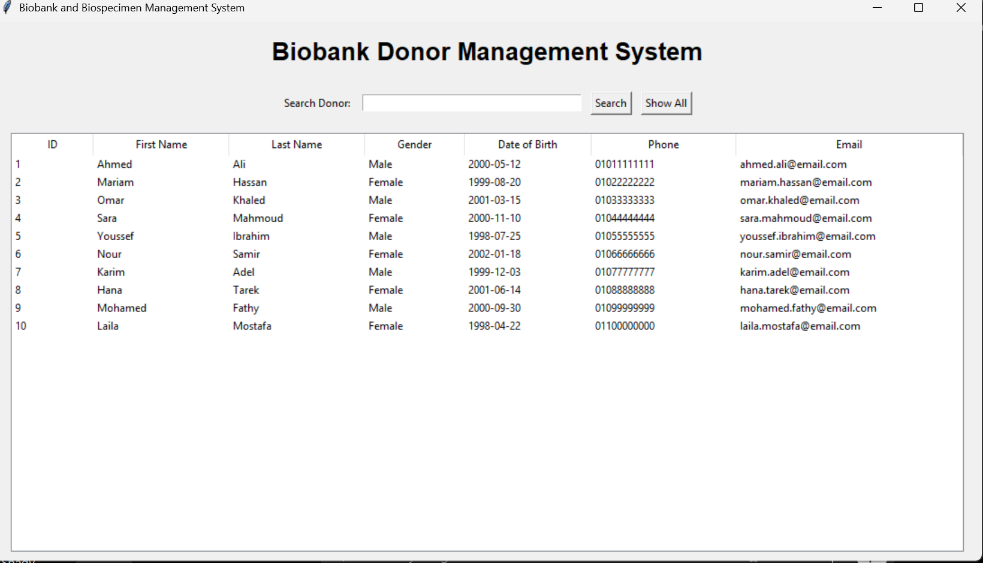 Biobank and Biospecimen Management System
Biobank Donor Management System
Search Donor: Search Show All
ID First Name Last Name Gender Date of Birth Phone Email
1 Ahmed Ali Male 2000-05-12 01011111111 ahmed.ali@email.com
2 Mariam Hassan Female 1999-08-20 01022222222 mariam.hassan@email.com
3 Omar Khaled Male 2001-03-15 01033333333 omar.khaled@email.com
4 Sara Mahmoud Female 2000-11-10 01044444444 sara.mahmoud@email.com
5 Youssef Ibrahim Male 1998-07-25 01055555555 youssef.ibrahim@email.com
6 Nour Samir Female 2002-01-18 01066666666 nour.samir@email.com
7 Karim Adel Male 1999-12-03 01077777777 karim.adel@email.com
8 Hana Tarek Female 2001-06-14 01088888888 hana.tarek@email.com
9 Mohamed Fathy Male 2000-09-30 01099999999 mohamed.fathy@email.com
10 Laila Mostafa Female 1998-04-22 01100000000 laila.mostafa@email.com